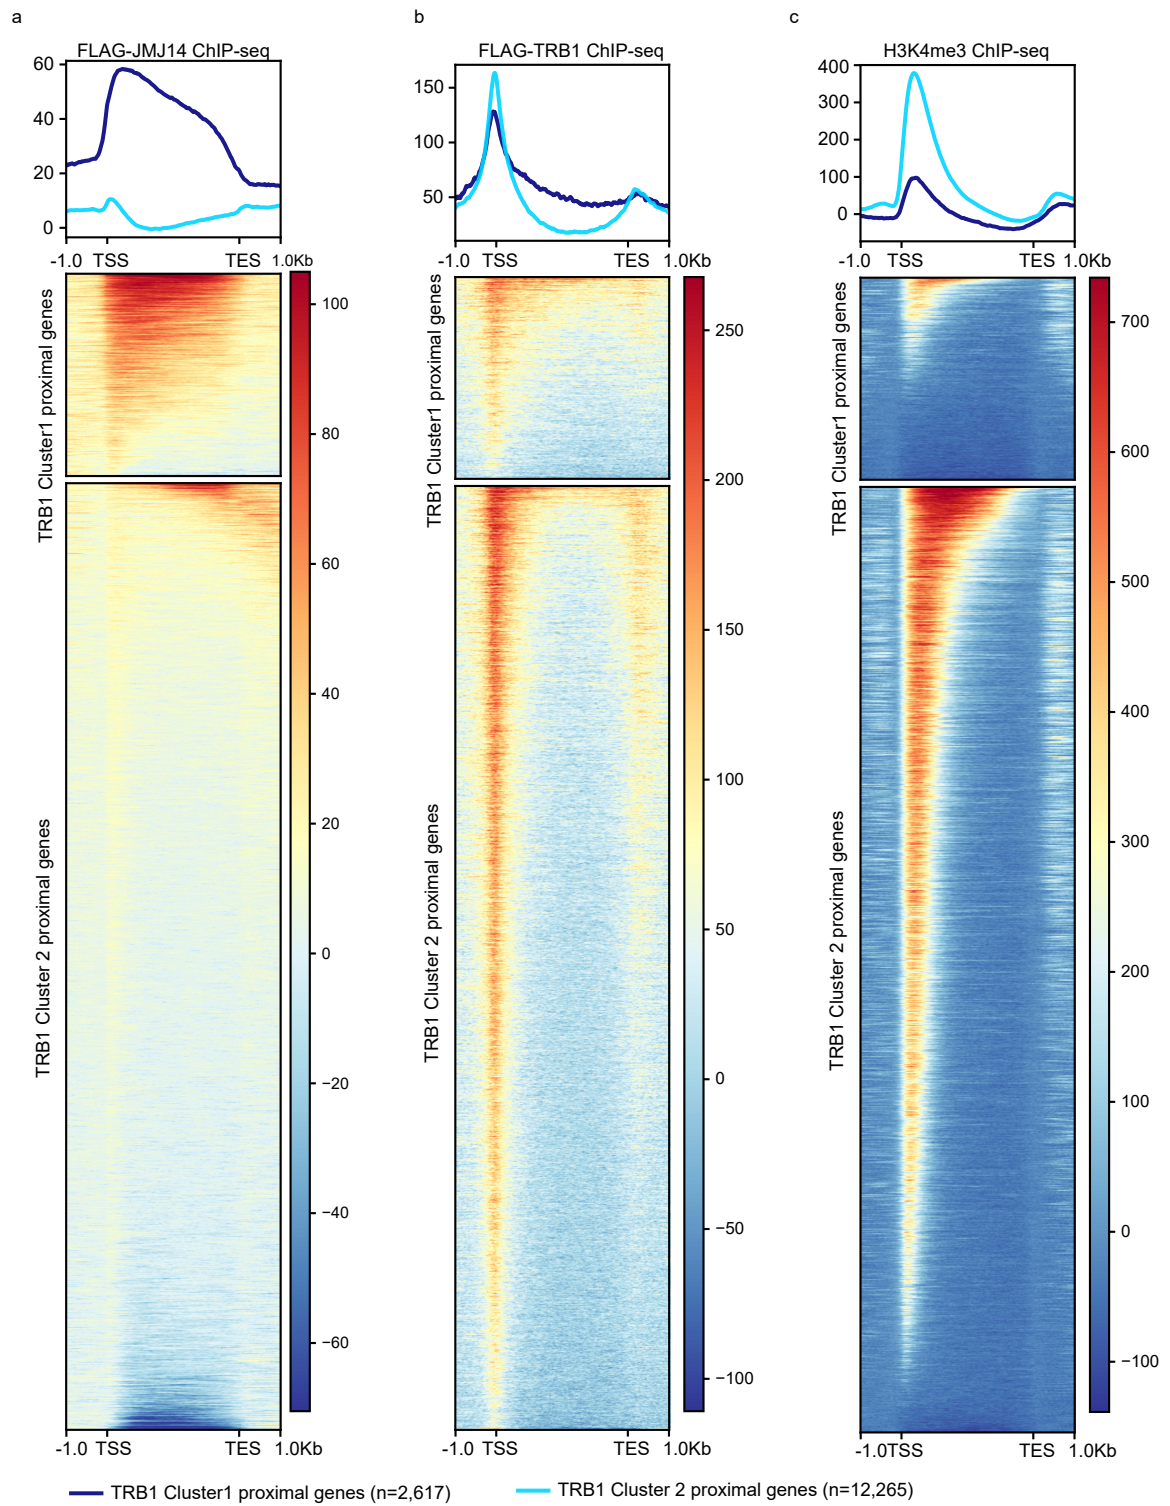 a
b
c
FLAG-JMJ14 ChIP-seq
FLAG-TRB1 ChIP-seq
H3K4me3 ChIP-seq
60
40
20
0
150
100
50
400
300
200
100
0
-1.0 TSS TES 1.0Kb
-1.0 TSS TES 1.0Kb
-1.0 TSS TES 1.0Kb
TRB1 Cluster1 proximal genes
TRB1 Cluster 2 proximal genes
100
80
60
40
20
0
−20
−40
−60
TRB1 Cluster1 proximal genes
TRB1 Cluster 2 proximal genes
250
200
150
100
50
0
−50
−100
TRB1 Cluster1 proximal genes
TRB1 Cluster 2 proximal genes
700
600
500
400
300
200
100
0
−100
-1.0 TSS TES 1.0Kb
-1.0 TSS TES 1.0Kb
-1.0TSS TES 1.0Kb
TRB1 Cluster1 proximal genes (n=2,617)
TRB1 Cluster 2 proximal genes (n=12,265)